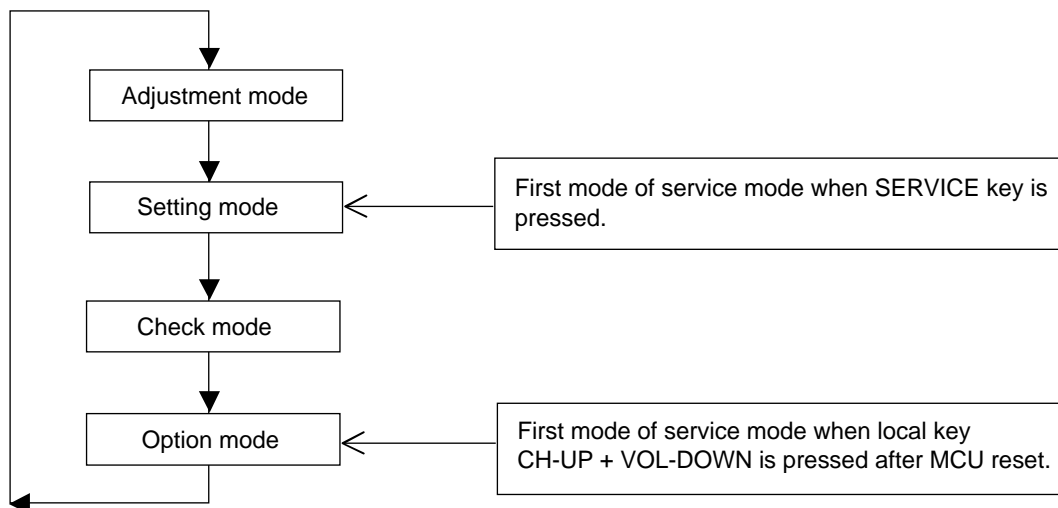 Adjustment mode
Setting mode
First mode of service mode when SERVICE key is
pressed.
Check mode
Option mode
First mode of service mode when local key
CH-UP + VOL-DOWN is pressed after MCU reset.